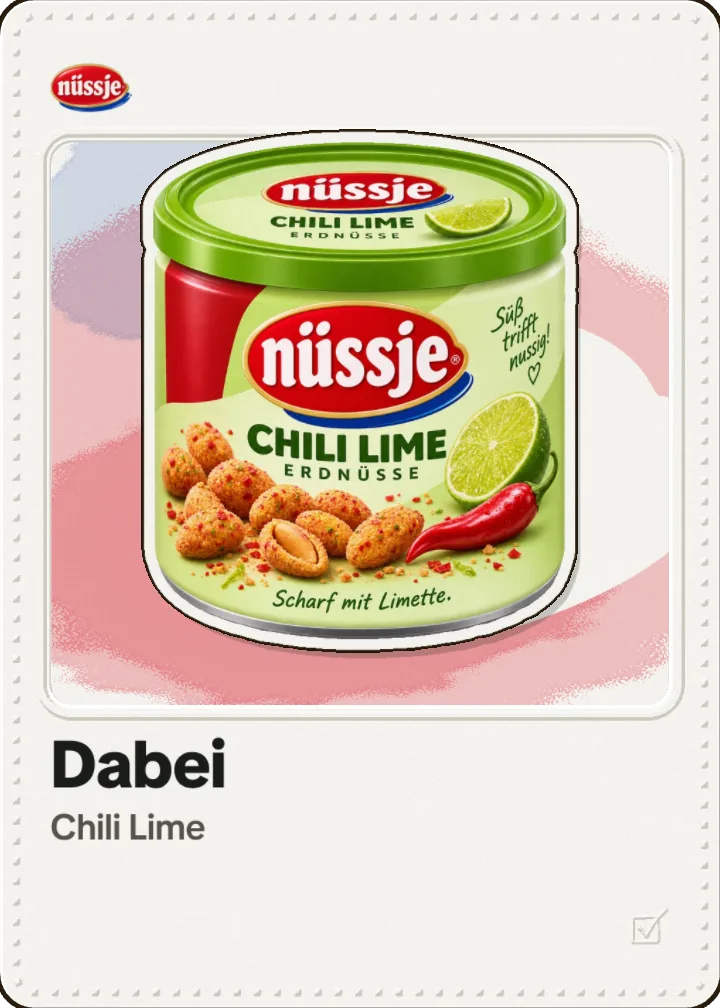 nüssje
nüssje
CHILI LIME
ERDNÜSSE
Süß
trifft
nussig!
nüssje®
CHILI LIME
ERDNÜSSE
Scharf mit Limette.
Dabei
Chili Lime